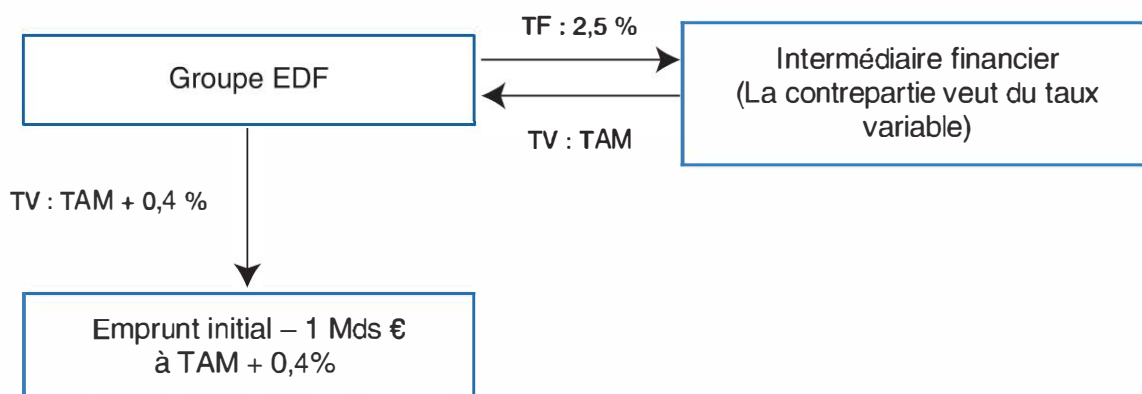 TF : 2,5 %
Groupe EDF
Intermédiaire financier
(La contrepartie veut du taux
variable)
TV : TAM
TV : TAM + 0,4 %
Emprunt initial – 1 Mds €
à TAM + 0,4%